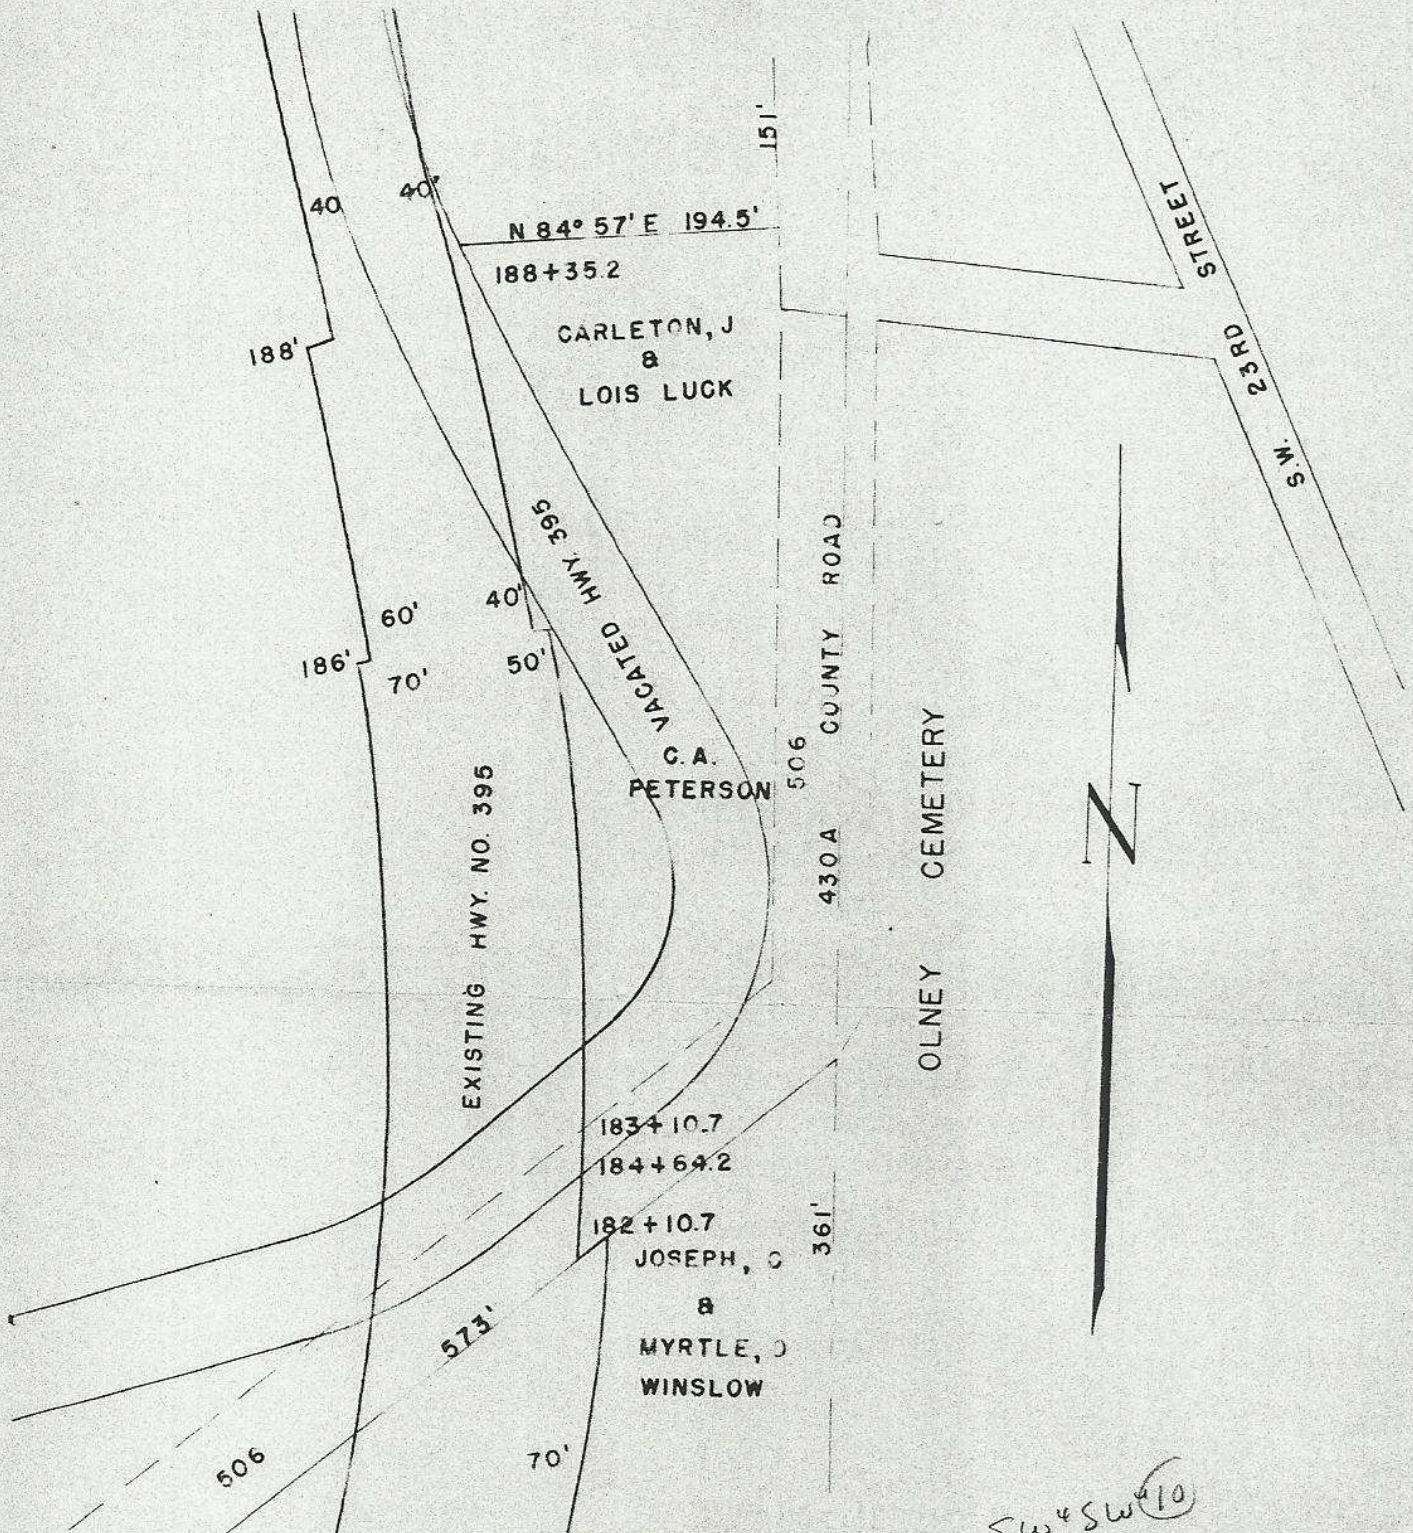 151'
40
40'
N 84° 57' E 194.5'
188+35.2
CARLETON, J
&
LOIS LUCK
188'
S.W. 23RD STREET
VACATED HWY. 395
60'
40'
186'
70'
50'
C. A.
PETERSON
506
430 A COUNTY ROAD
EXISTING HWY. NO. 395
OLNEY CEMETERY
N
183+10.7
184+64.2
182+10.7
361'
JOSEPH, C
&
MYRTLE,
WINSLOW
573'
506
70'
SW4 SW4 10